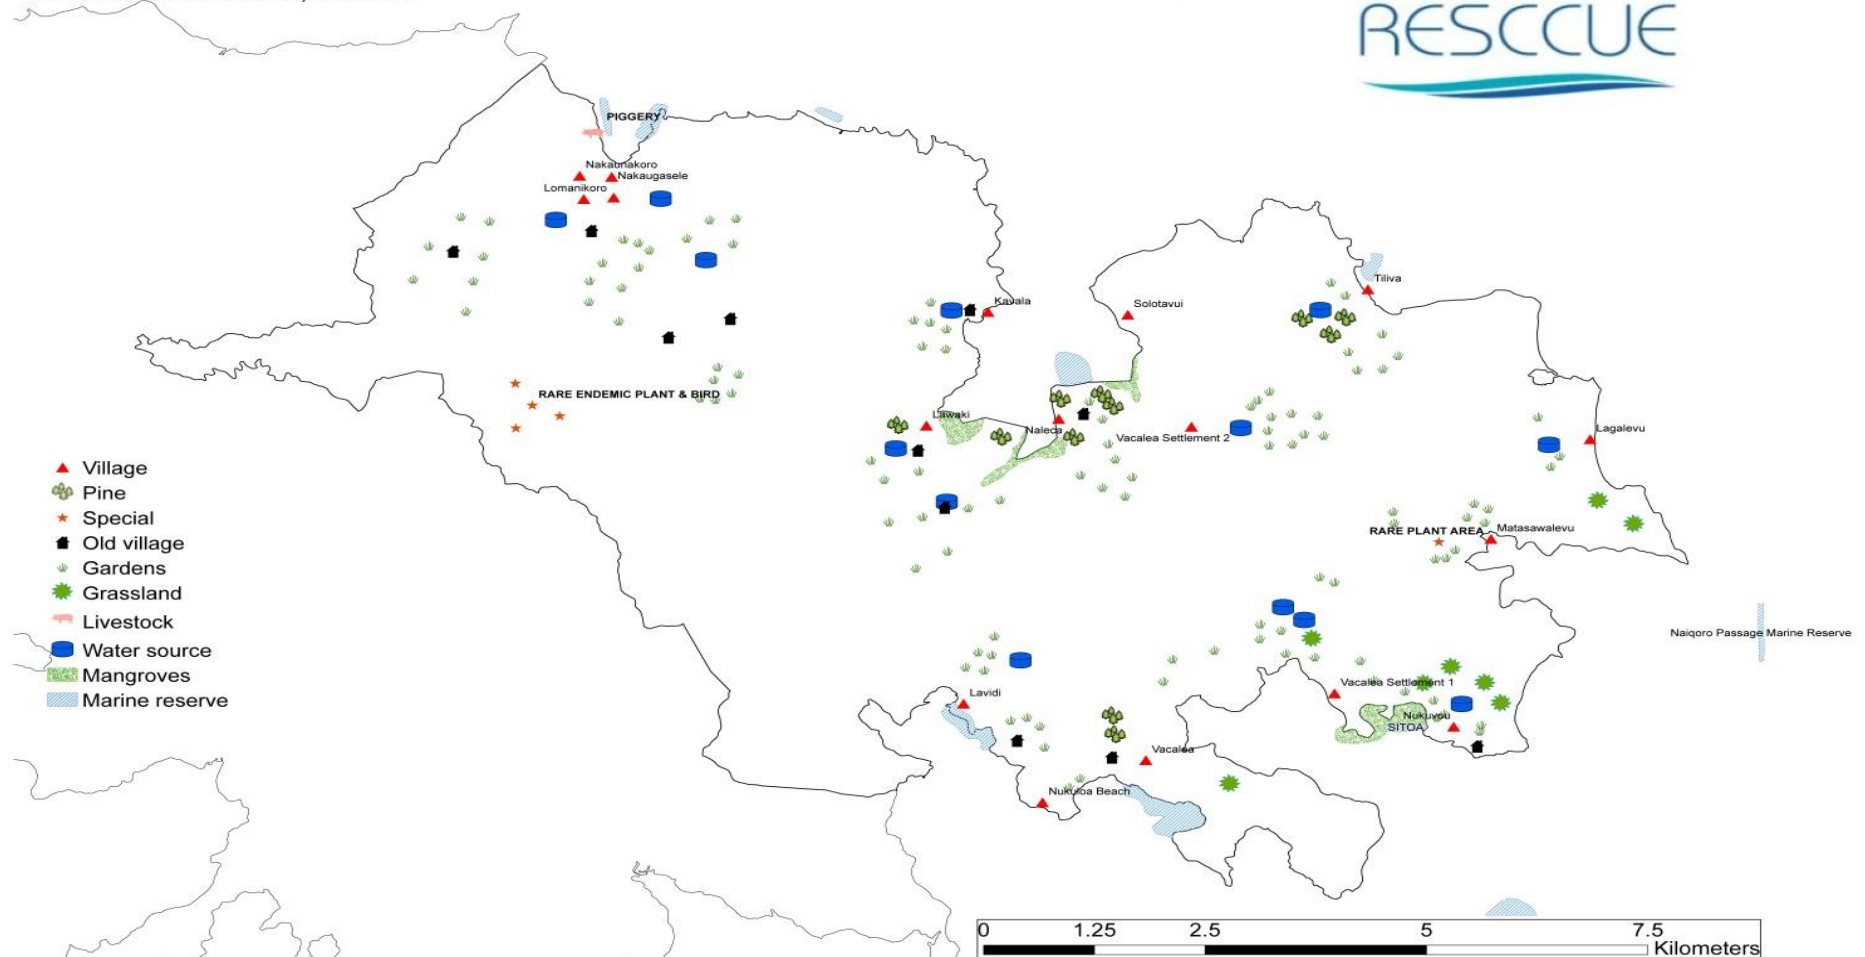 RESCCUE
PIGGERY
Nakaunakoro
Nakaugasele
Lomanikoro
Tiliva
Kavala
Solotavui
RARE ENDEMIC PLANT & BIRD
Lawaki
Naleca
Vacalea Settlement 2
Lagalevu
Village
Pine
Special
Old village
Gardens
Grassland
Livestock
Water source
Mangroves
Marine reserve
RARE PLANT AREA
Matasawalevu
Naiqoro Passage Marine Reserve
Vacalea Settlement 1
Lavidi
Nukuvou
SITOA
Vacalea
Nukuloa Beach
0 1.25 2.5 5 7.5
Kilometers